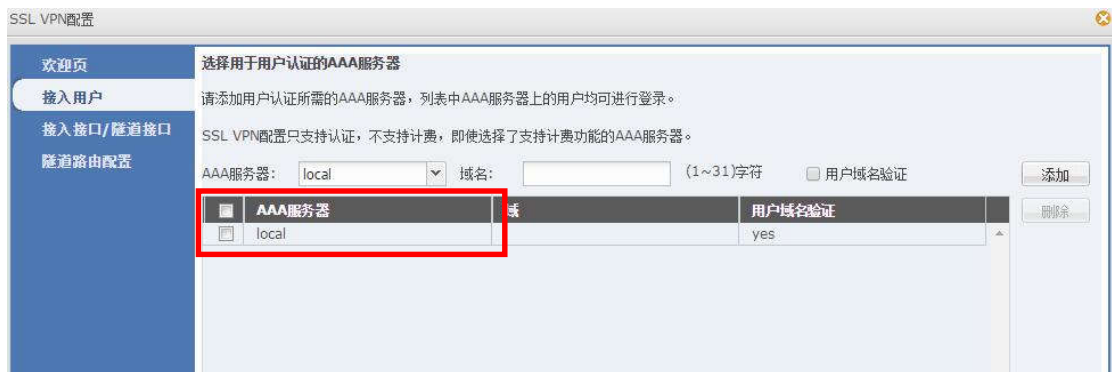 SSL VPN配置
欢迎页
接入用户
接入接口/隧道接口
隧道路由配置
选择用于用户认证的AAA服务器
请添加用户认证所需的AAA服务器，列表中AAA服务器上的用户均可进行登录。
SSL VPN配置只支持认证，不支持计费，即使选择了支持计费功能的AAA服务器。
AAA服务器： local 域名： (1~31)字符 用户域名验证 添加
AAA服务器 域 用户域名验证 删除
local yes